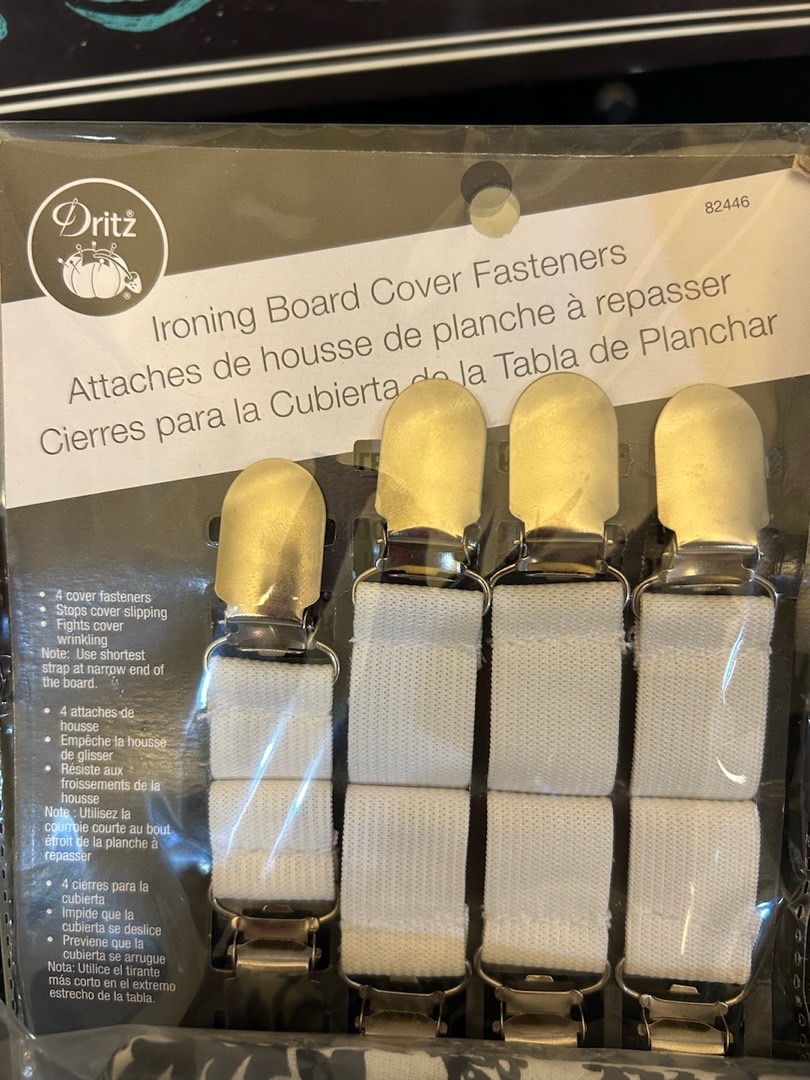 Dritz®
82446
Ironing Board Cover Fasteners
Attaches de housse de planche à repasser
Cierres para la Cubierta de la Tabla de Planchar
• 4 cover fasteners
• Stops cover slipping
• Fights cover
wrinkling
Note: Use shortest
strap at narrow end of
the board.
• 4 attaches de
housse
• Empêche la housse
de glisser
• Résiste aux
froissements de la
housse
Note : Utilisez la
courroie courte au bout
étroit de la planche à
repasser
• 4 cierres para la
cubierta
• Impide que la
cubierta se deslice
• Previene que la
cubierta se arrugue
Nota: Utilice el tirante
más corto en el extremo
estrecho de la tabla.